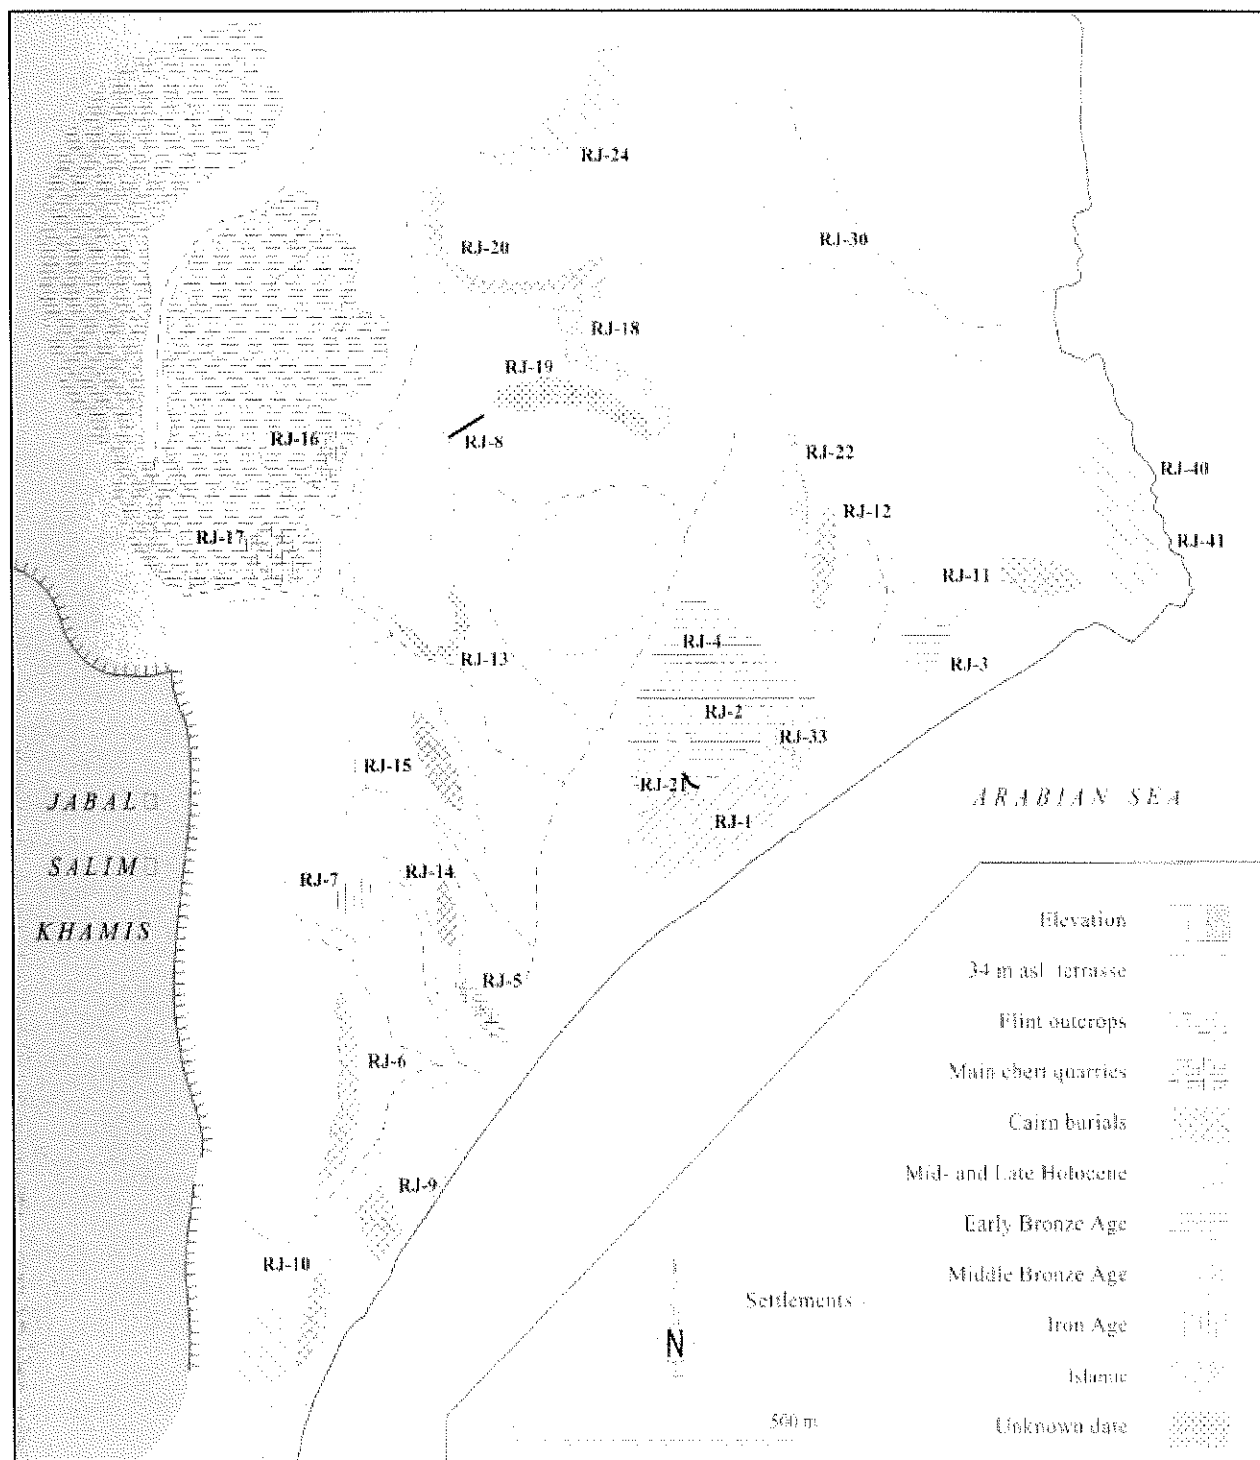 RJ-24
RJ-20
RJ-30
RJ-18
RJ-19
RJ-16
RJ-8
RJ-22
RJ-40
RJ-12
RJ-17
RJ-41
RJ-11
RJ-4
RJ-13
RJ-3
RJ-2
RJ-33
RJ-15
RJ-21
RJ-1
JABAL
SALIM
KHAMIS
ARABIAN SEA
RJ-7
RJ-14
RJ-5
RJ-6
RJ-9
RJ-10
Elevation
34 m asl terrasse
Flint outcrops
Main chert quarries
Cairn burials
Mid- and Late Holocene
Early Bronze Age
Middle Bronze Age
Settlements
Iron Age
Islamic
Unknown date
N
500 m